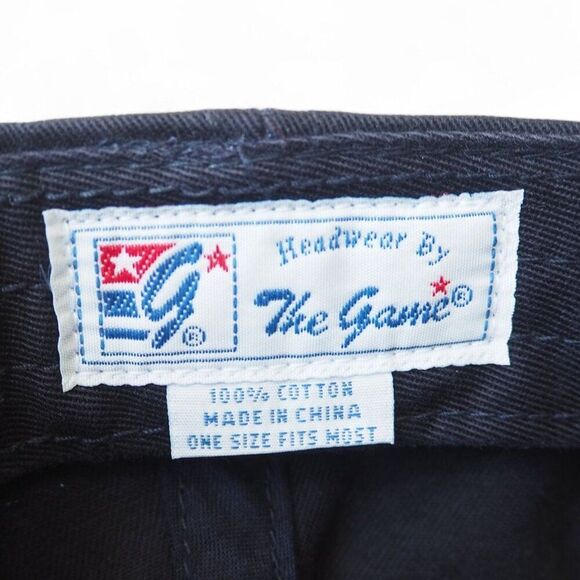 G®
Headwear By
The Game®
100% COTTON
MADE IN CHINA
ONE SIZE FITS MOST